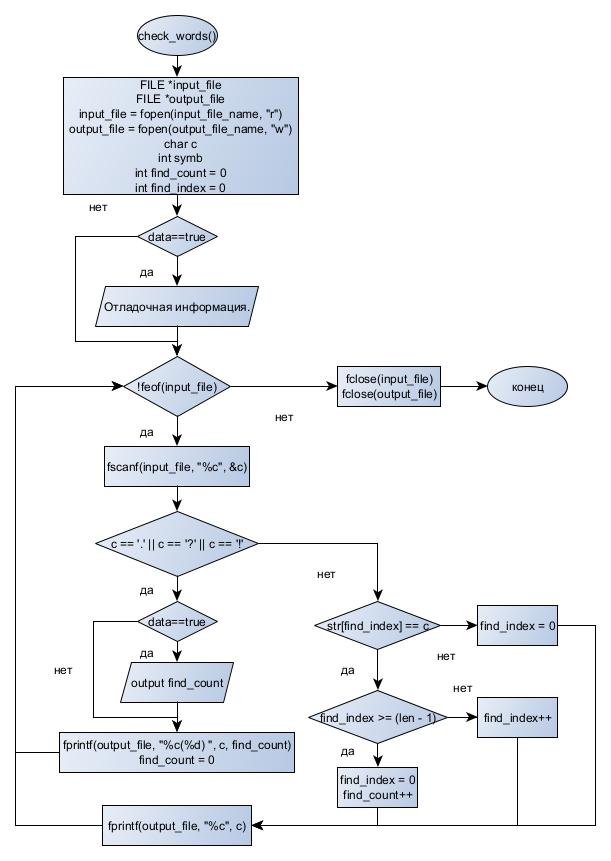 check_words()
FILE *input_file
FILE *output_file
input_file = fopen(input_file_name, "r")
output_file = fopen(output_file_name, "w")
char c
int symb
int find_count = 0
int find_index = 0
нет
data==true
да
Отладочная информация.
!feof(input_file)
fclose(input_file)
fclose(output_file)
конец
нет
да
fscanf(input_file, "%c", &c)
c == '.' || c == '?' || c == '!'
нет
да
data==true
str[find_index] == c
find_index = 0
да
нет
нет
да
output find_count
нет
find_index >= (len - 1)
find_index++
fprintf(output_file, "%c(%d) ", c, find_count)
find_count = 0
да
find_index = 0
find_count++
fprintf(output_file, "%c", c)